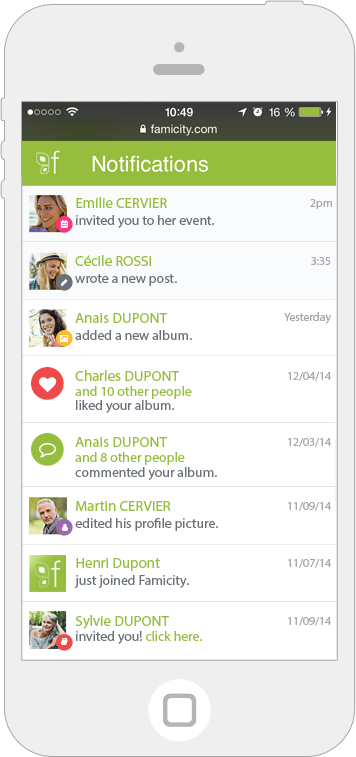 10:49
16 %
famicity.com
f Notifications
Emilie CERVIER 2pm
invited you to her event.
Cécile ROSSI 3:35
wrote a new post.
Anais DUPONT Yesterday
added a new album.
Charles DUPONT 12/04/14
and 10 other people
liked your album.
Anais DUPONT 12/03/14
and 8 other people
commented your album.
Martin CERVIER 11/09/14
edited his profile picture.
f Henri Dupont 11/07/14
just joined Famicity.
Sylvie DUPONT 11/09/14
invited you! click here.